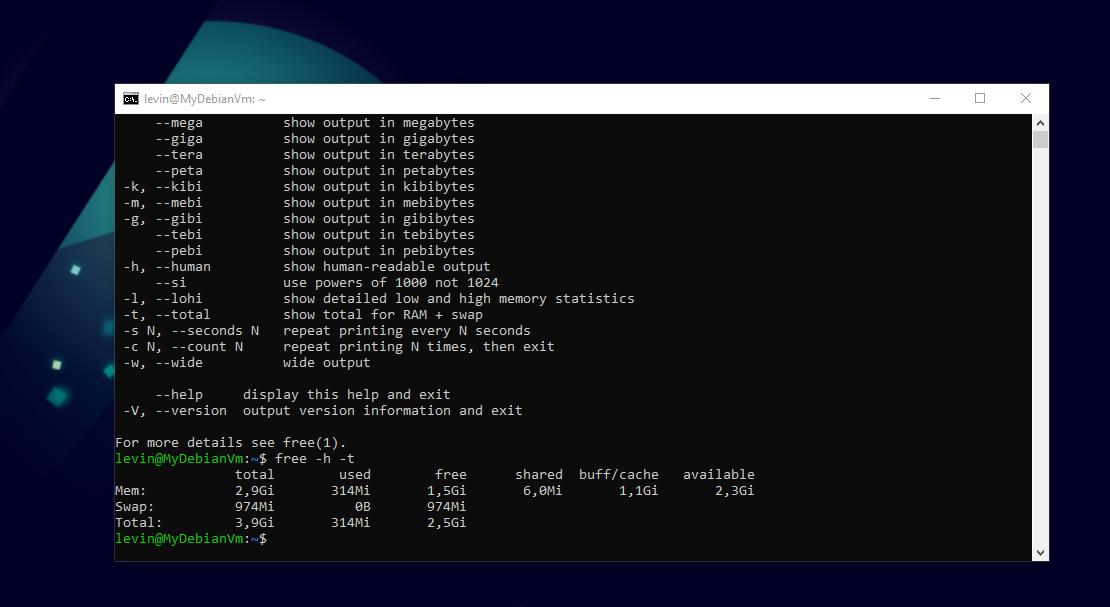 levin@MyDebianVm: ~
     --mega          show output in megabytes
     --giga          show output in gigabytes
     --tera          show output in terabytes
     --peta          show output in petabytes
 -k, --kibi          show output in kibibytes
 -m, --mebi          show output in mebibytes
 -g, --gibi          show output in gibibytes
     --tebi          show output in tebibytes
     --pebi          show output in pebibytes
 -h, --human         show human-readable output
     --si            use powers of 1000 not 1024
 -l, --lohi          show detailed low and high memory statistics
 -t, --total         show total for RAM + swap
 -s N, --seconds N   repeat printing every N seconds
 -c N, --count N     repeat printing N times, then exit
 -w, --wide          wide output
     --help     display this help and exit
 -V, --version  output version information and exit
For more details see free(1).
levin@MyDebianVm:~$ free -h -t
               total        used        free      shared  buff/cache   available
Mem:           2,9Gi       314Mi       1,5Gi       6,0Mi       1,1Gi       2,3Gi
Swap:          974Mi          0B       974Mi
Total:         3,9Gi       314Mi       2,5Gi
levin@MyDebianVm:~$